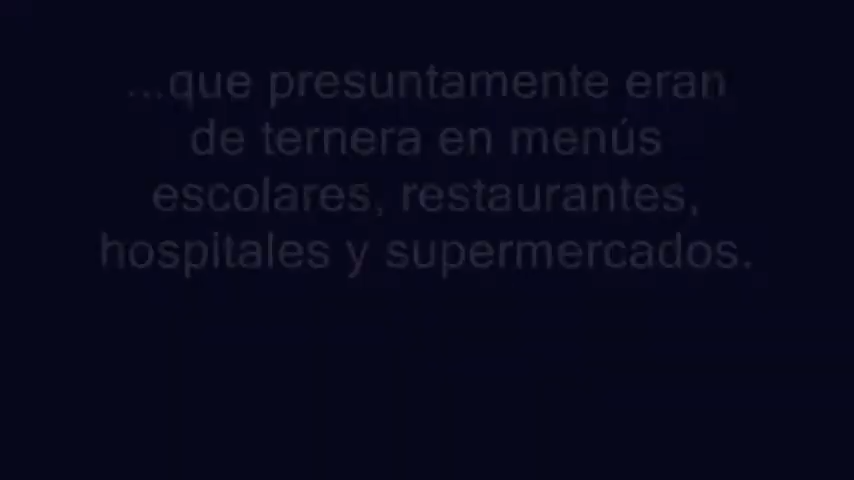 ...que presuntamente eran
de ternera en menús
escolares, restaurantes,
hospitales y supermercados.